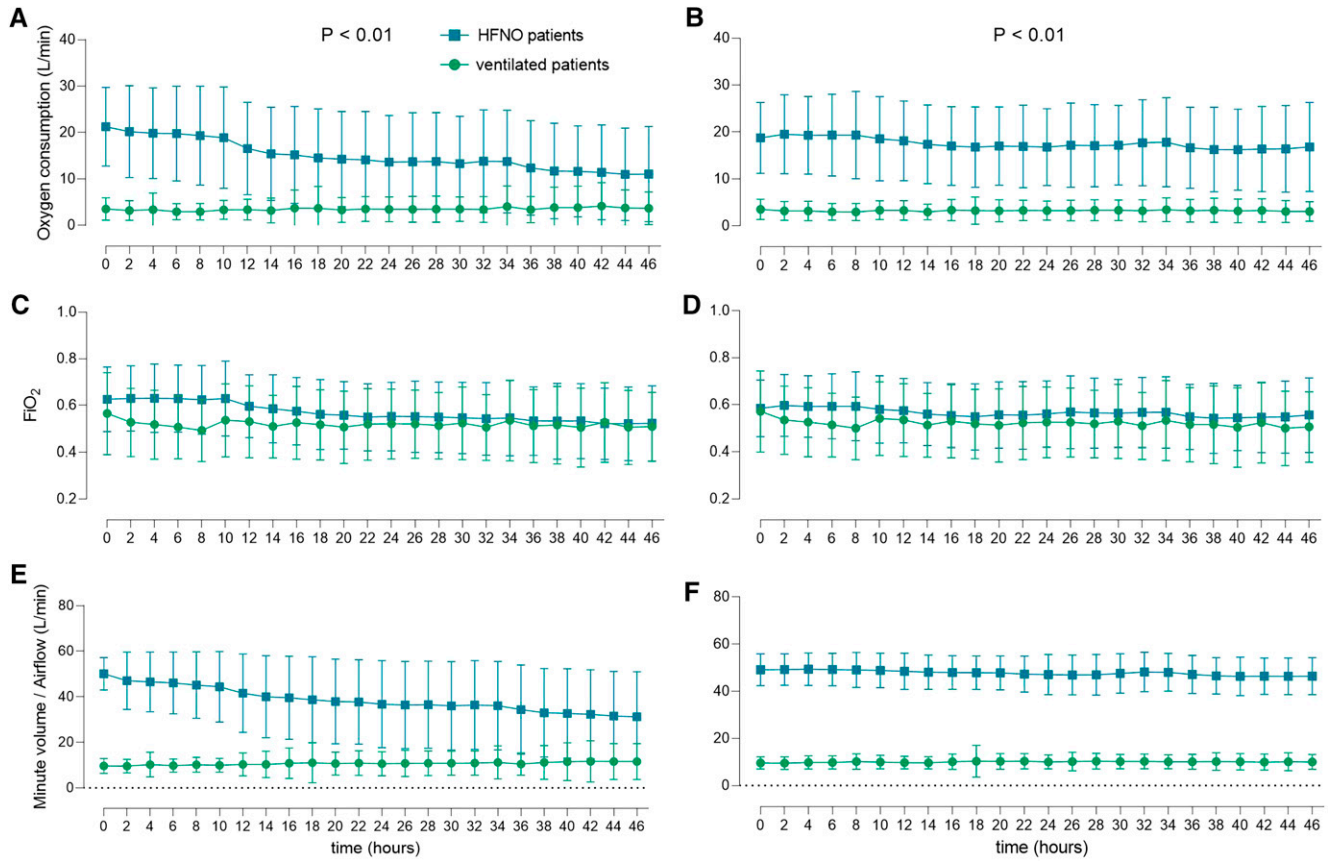 A
P < 0.01
HFNO patients
ventilated patients
Oxygen consumption (L/min)
40
30
20
10
0
0 2 4 6 8 10 12 14 16 18 20 22 24 26 28 30 32 34 36 38 40 42 44 46
B
P < 0.01
40
30
20
10
0
0 2 4 6 8 10 12 14 16 18 20 22 24 26 28 30 32 34 36 38 40 42 44 46
C
FiO₂
1.0
0.8
0.6
0.4
0.2
0 2 4 6 8 10 12 14 16 18 20 22 24 26 28 30 32 34 36 38 40 42 44 46
D
1.0
0.8
0.6
0.4
0.2
0 2 4 6 8 10 12 14 16 18 20 22 24 26 28 30 32 34 36 38 40 42 44 46
E
Minute volume / Airflow (L/min)
80
60
40
20
0
0 2 4 6 8 10 12 14 16 18 20 22 24 26 28 30 32 34 36 38 40 42 44 46
time (hours)
F
80
60
40
20
0
0 2 4 6 8 10 12 14 16 18 20 22 24 26 28 30 32 34 36 38 40 42 44 46
time (hours)